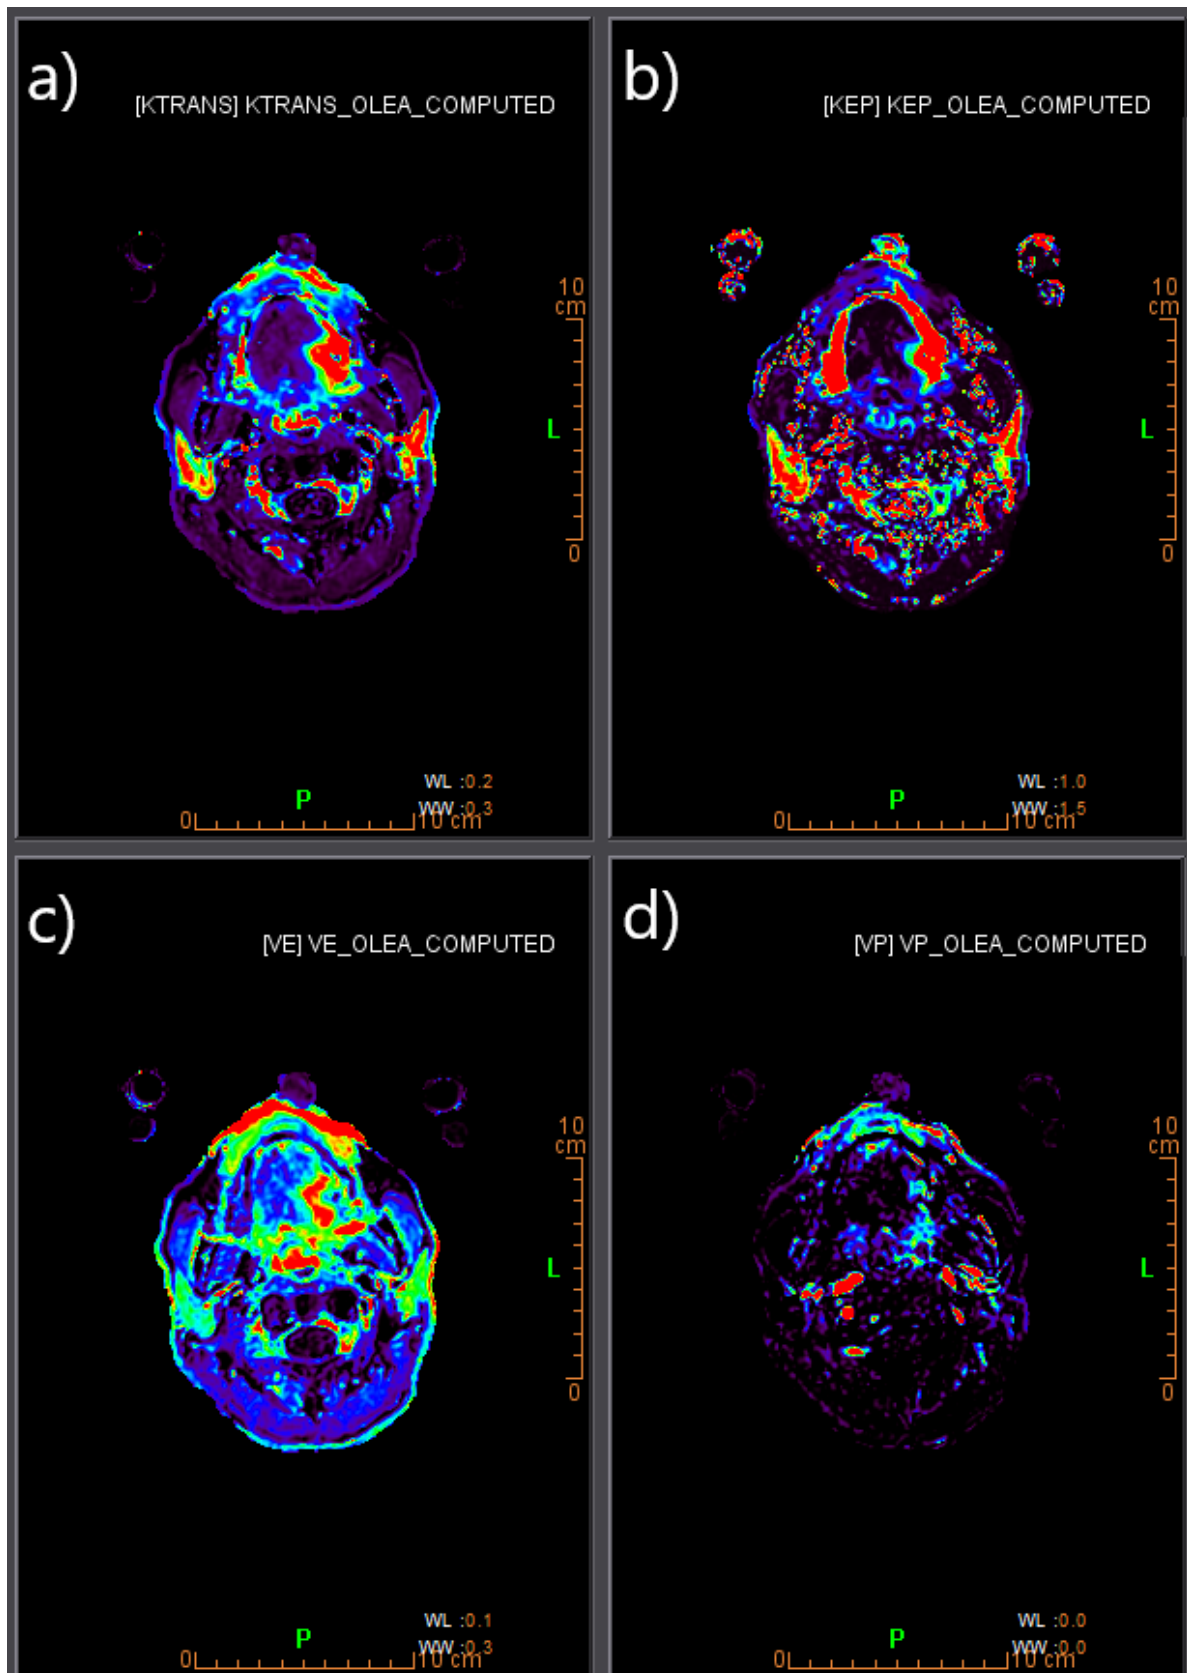 a)
[KTRANS] KTRANS_OLEA_COMPUTED
10
cm
L
0
WL :0.2
P
WW :0.3
0
10 cm
b)
[KEP] KEP_OLEA_COMPUTED
10
cm
L
0
WL :1.0
P
WW :1.5
0
10 cm
c)
[VE] VE_OLEA_COMPUTED
10
cm
L
0
WL :0.1
P
WW :0.3
0
10 cm
d)
[VP] VP_OLEA_COMPUTED
10
cm
L
0
WL :0.0
P
WW :0.0
0
10 cm